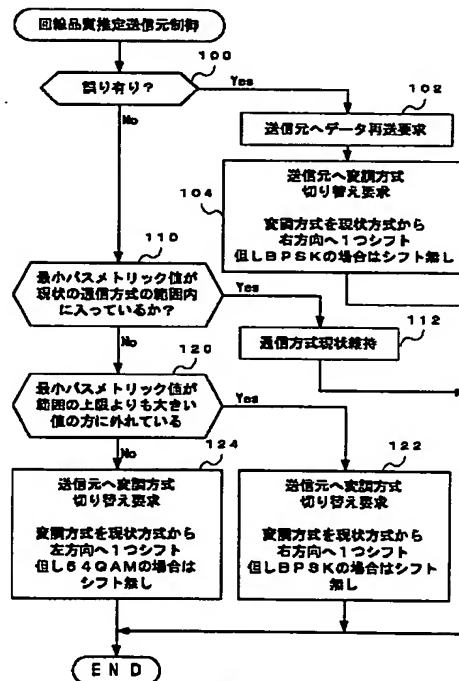 回線品質推定送信元制御
100
誤り有り?
Yes
No
102
送信元へデータ再送要求
104
送信元へ変調方式
切り替え要求
変調方式を現状方式から
右方向へ1つシフト
但しBPSKの場合はシフト無し
110
最小パスメトリック値が
現状の通信方式の範囲内
に入っているか?
Yes
No
112
通信方式現状維持
120
最小パスメトリック値が
範囲の上限よりも大きい
値の方に外れている
Yes
No
124
送信元へ変調方式
切り替え要求
変調方式を現状方式から
左方向へ1つシフト
但し64QAMの場合は
シフト無し
122
送信元へ変調方式
切り替え要求
変調方式を現状方式から
右方向へ1つシフト
但しBPSKの場合はシフト
無し
END